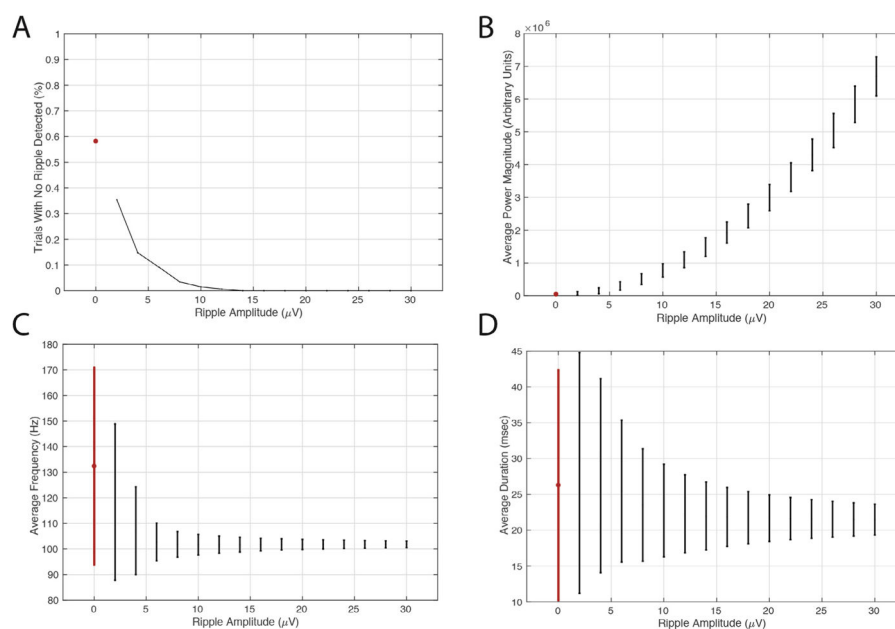 A
Trials With No Ripple Detected (%)
1
0.9
0.8
0.7
0.6
0.5
0.4
0.3
0.2
0.1
0
0 5 10 15 20 25 30
Ripple Amplitude (μV)
B
×10⁶
Average Power Magnitude (Arbitrary Units)
8
7
6
5
4
3
2
1
0
0 5 10 15 20 25 30
Ripple Amplitude (μV)
C
Average Frequency (Hz)
180
170
160
150
140
130
120
110
100
90
80
0 5 10 15 20 25 30
Ripple Amplitude (μV)
D
Average Duration (msec)
45
40
35
30
25
20
15
10
0 5 10 15 20 25 30
Ripple Amplitude (μV)